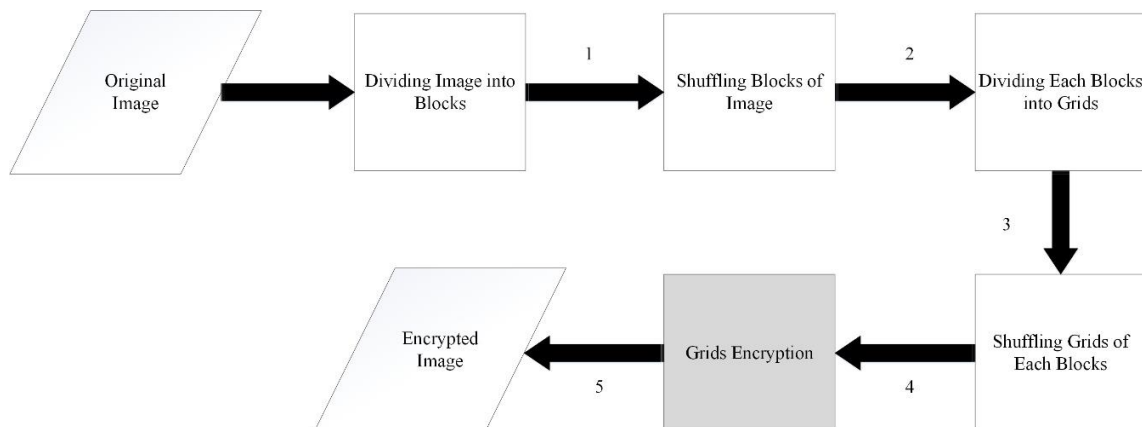 Original
Image
Dividing Image into
Blocks
1
Shuffling Blocks of
Image
2
Dividing Each Blocks
into Grids
3
Shuffling Grids of
Each Blocks
4
Grids Encryption
5
Encrypted
Image